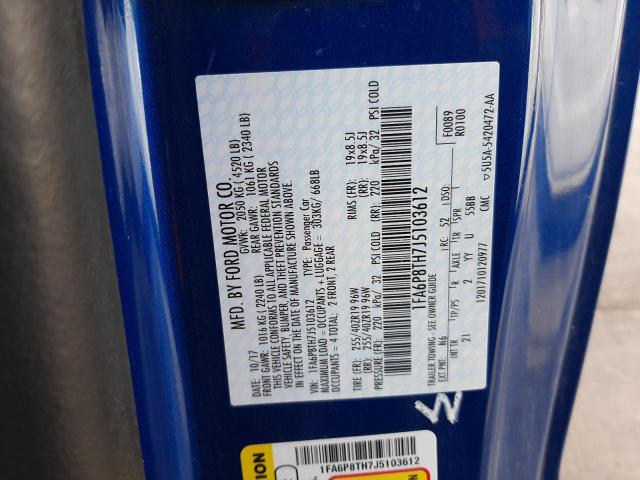 MFD. BY FORD MOTOR CO.
10/17 GVWR: 2050 KG ( 4520 LB)
FRONT GAWR: 1016 KG ( 2240 LB) REAR GAWR: 1061 KG ( 2340 LB)
THIS VEHICLE CONFORMS TO ALL APPLICABLE FEDERAL MOTOR
VEHICLE SAFETY, BUMPER, AND THEFT PREVENTION STANDARDS
IN EFFECT ON THE DATE OF MANUFACTURE SHOWN ABOVE.
VIN: 1FA6P8TH7J5103612 TYPE: Passenger Car
MAXIMUM LOAD = OCCUPANTS + LUGGAGE = 303KG/ 668LB
OCCUPANTS = 4 TOTAL: 2 FRONT, 2 REAR
TIRE (FR): 255/40ZR19 96W RIMS (FR): 19x8.5J
(RR): 255/40ZR19 96W (RR): 19x8.5J
PRESSURE (FR): 220 kPa/ 32 PSI COLD (RR): 220 kPa/ 32 PSI COLD
1FA6P8TH7J5103612
TRAILER TOWING - SEE OWNER GUIDE F0089
EXT PNT: N6 RC: 52 DSO: R0100
INT TR TP/PS R AXLE TR SPR
21 2 YY U 55BB
1201710120977 CMC 5U5A-5420472-AA
W
TION
1FA6P8TH7J5103612